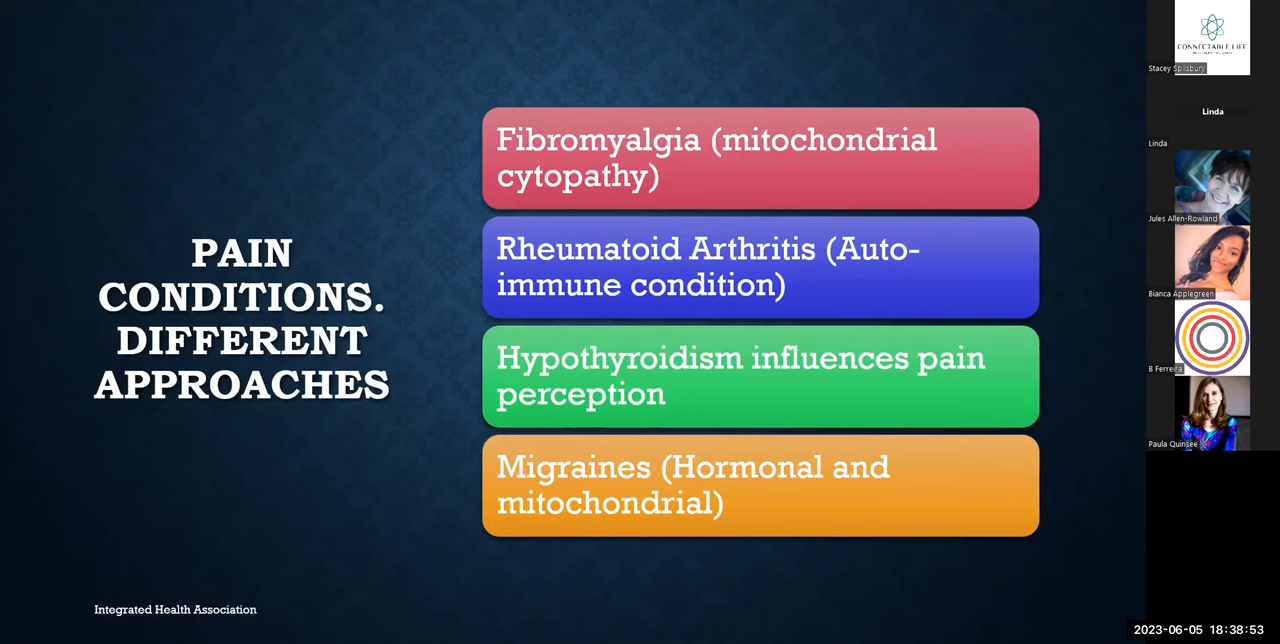 PAIN
CONDITIONS.
DIFFERENT
APPROACHES
Fibromyalgia (mitochondrial
cytopathy)
Rheumatoid Arthritis (Auto-
immune condition)
Hypothyroidism influences pain
perception
Migraines (Hormonal and
mitochondrial)
Integrated Health Association
CONNECTABLE LIFE
Stacey Spilsbury
Linda
Linda
Jules Allen-Rowland
Bianca Applegreen
B Ferreira
Paula Quinsee
2023-06-05 18:38:53